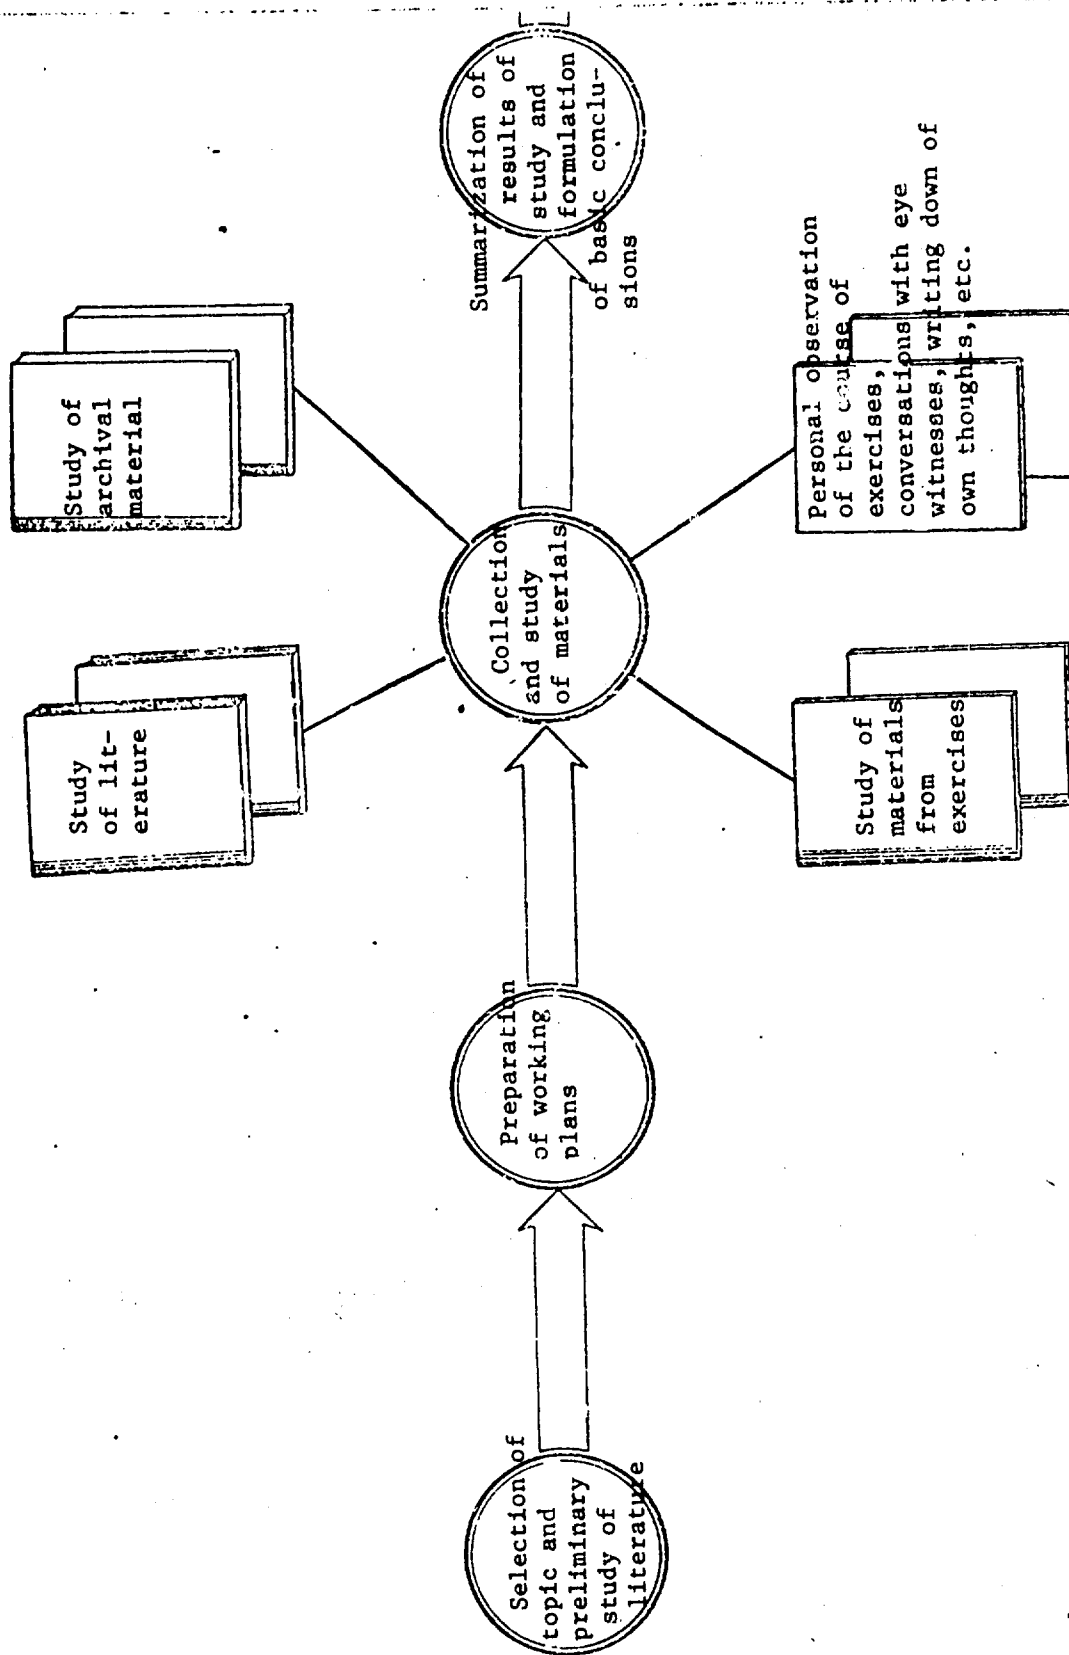 Selection of
topic and
preliminary
study of
literature
Preparation
of working
plans
Study
of lit-
erature
Study of
archival
material
Collection
and study
of materials
Study of
materials
from
exercises
Personal observation
of the course of
exercises,
conversations with eye
witnesses, writing down of
own thoughts, etc.
Summarization of
results of
study and
formulation
of basic conclu-
sions